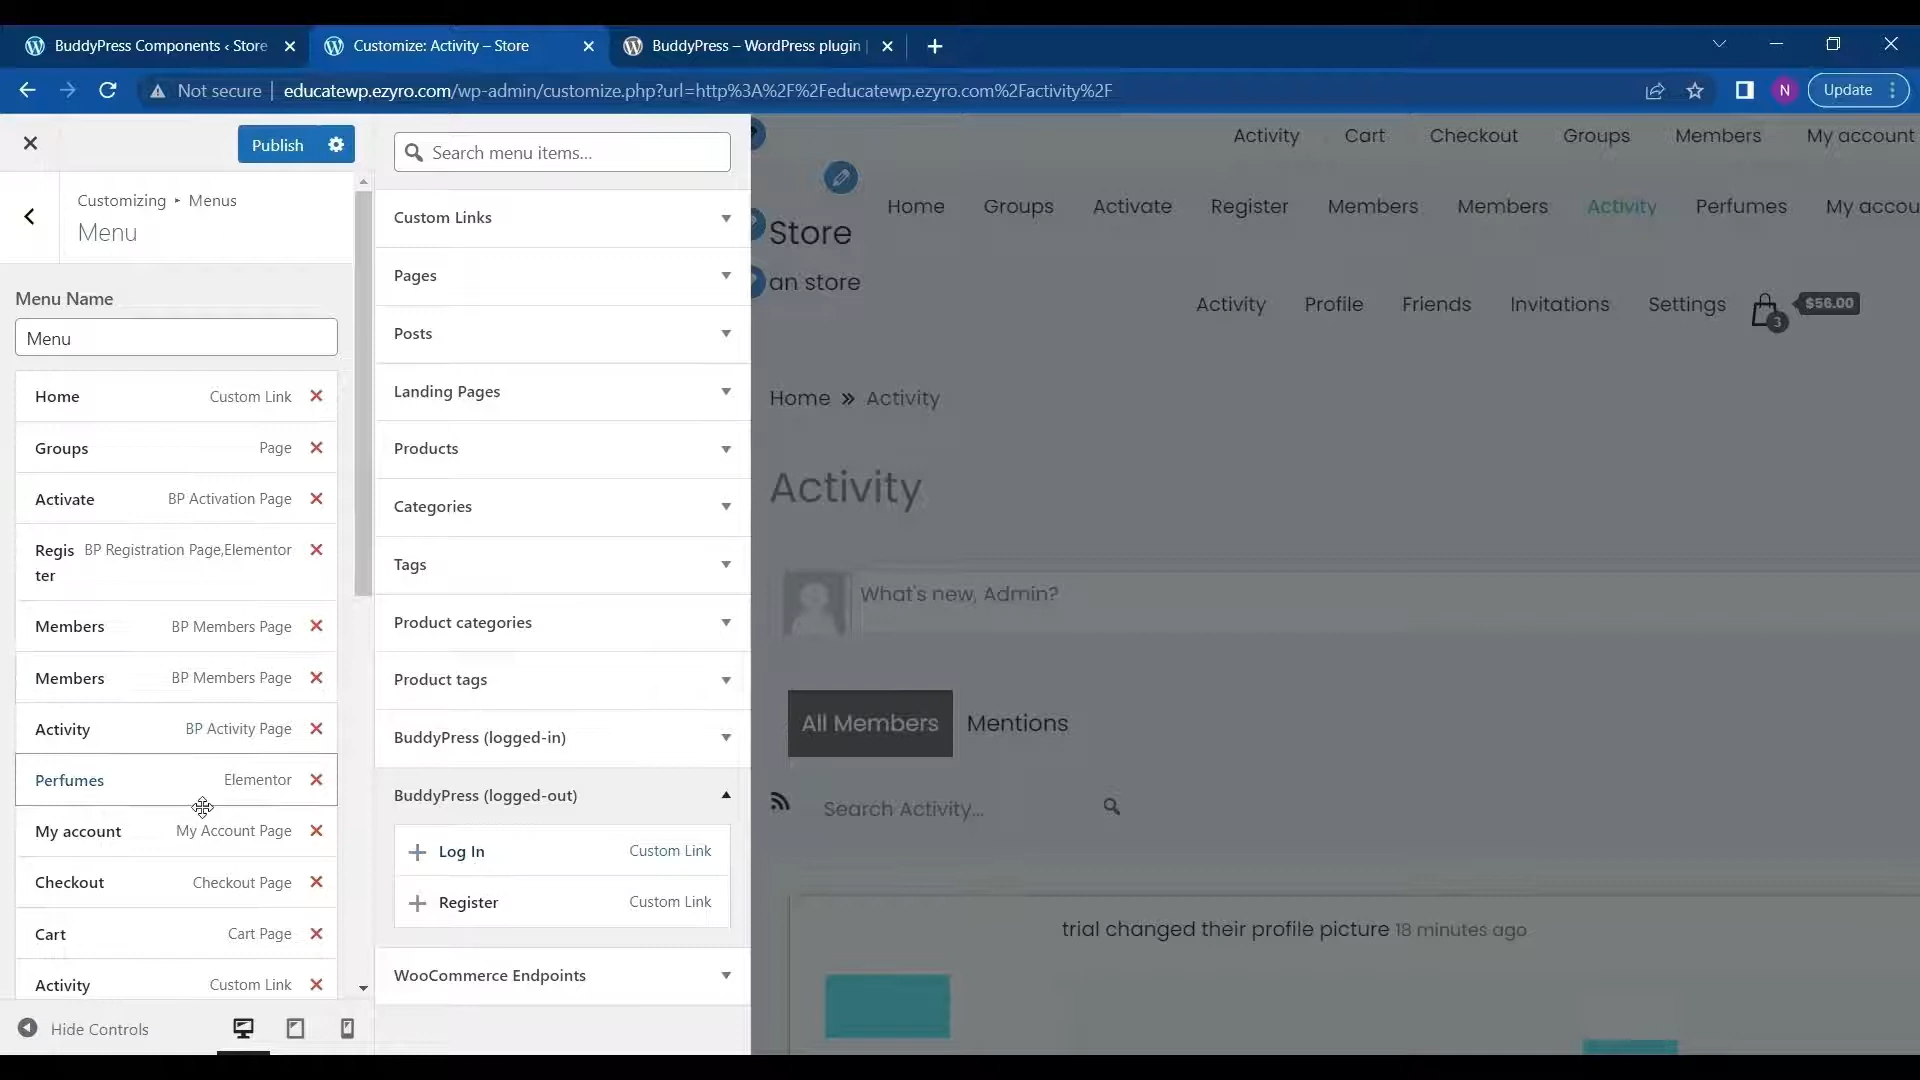 BuddyPress Components ‹ Store
Customize: Activity – Store
BuddyPress – WordPress plugin
Not secure
educatewp.ezyro.com/wp-admin/customize.php?url=http%3A%2F%2Feducatewp.ezyro.com%2Factivity%2F
N
Update
Publish
Customizing ▸ Menus
Menu
Menu Name
Menu
Home Custom Link
Groups Page
Activate BP Activation Page
Regis BP Registration Page,Elementor
ter
Members BP Members Page
Members BP Members Page
Activity BP Activity Page
Perfumes Elementor
My account My Account Page
Checkout Checkout Page
Cart Cart Page
Activity Custom Link
Hide Controls
Search menu items...
Custom Links
Pages
Posts
Landing Pages
Products
Categories
Tags
Product categories
Product tags
BuddyPress (logged-in)
BuddyPress (logged-out)
Log In Custom Link
Register Custom Link
WooCommerce Endpoints
Activity Cart Checkout Groups Members My account
Home Groups Activate Register Members Members Activity Perfumes My accou
Store
an store
Activity Profile Friends Invitations Settings $56.00
3
Home » Activity
Activity
What's new, Admin?
All Members Mentions
Search Activity...
trial changed their profile picture 18 minutes ago